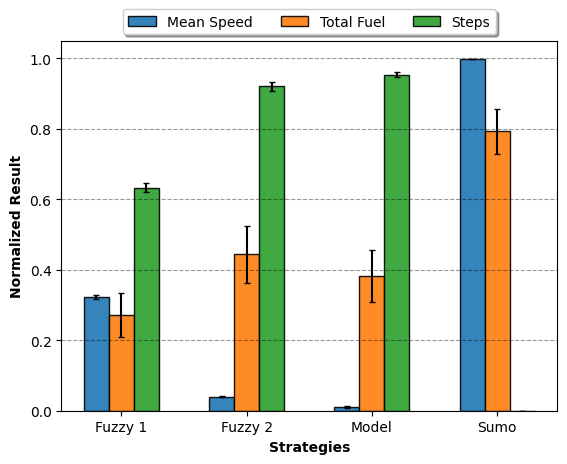 Mean Speed Total Fuel Steps
1.0
0.8
0.6
0.4
0.2
0.0
Normalized Result
Fuzzy 1 Fuzzy 2 Model Sumo
Strategies